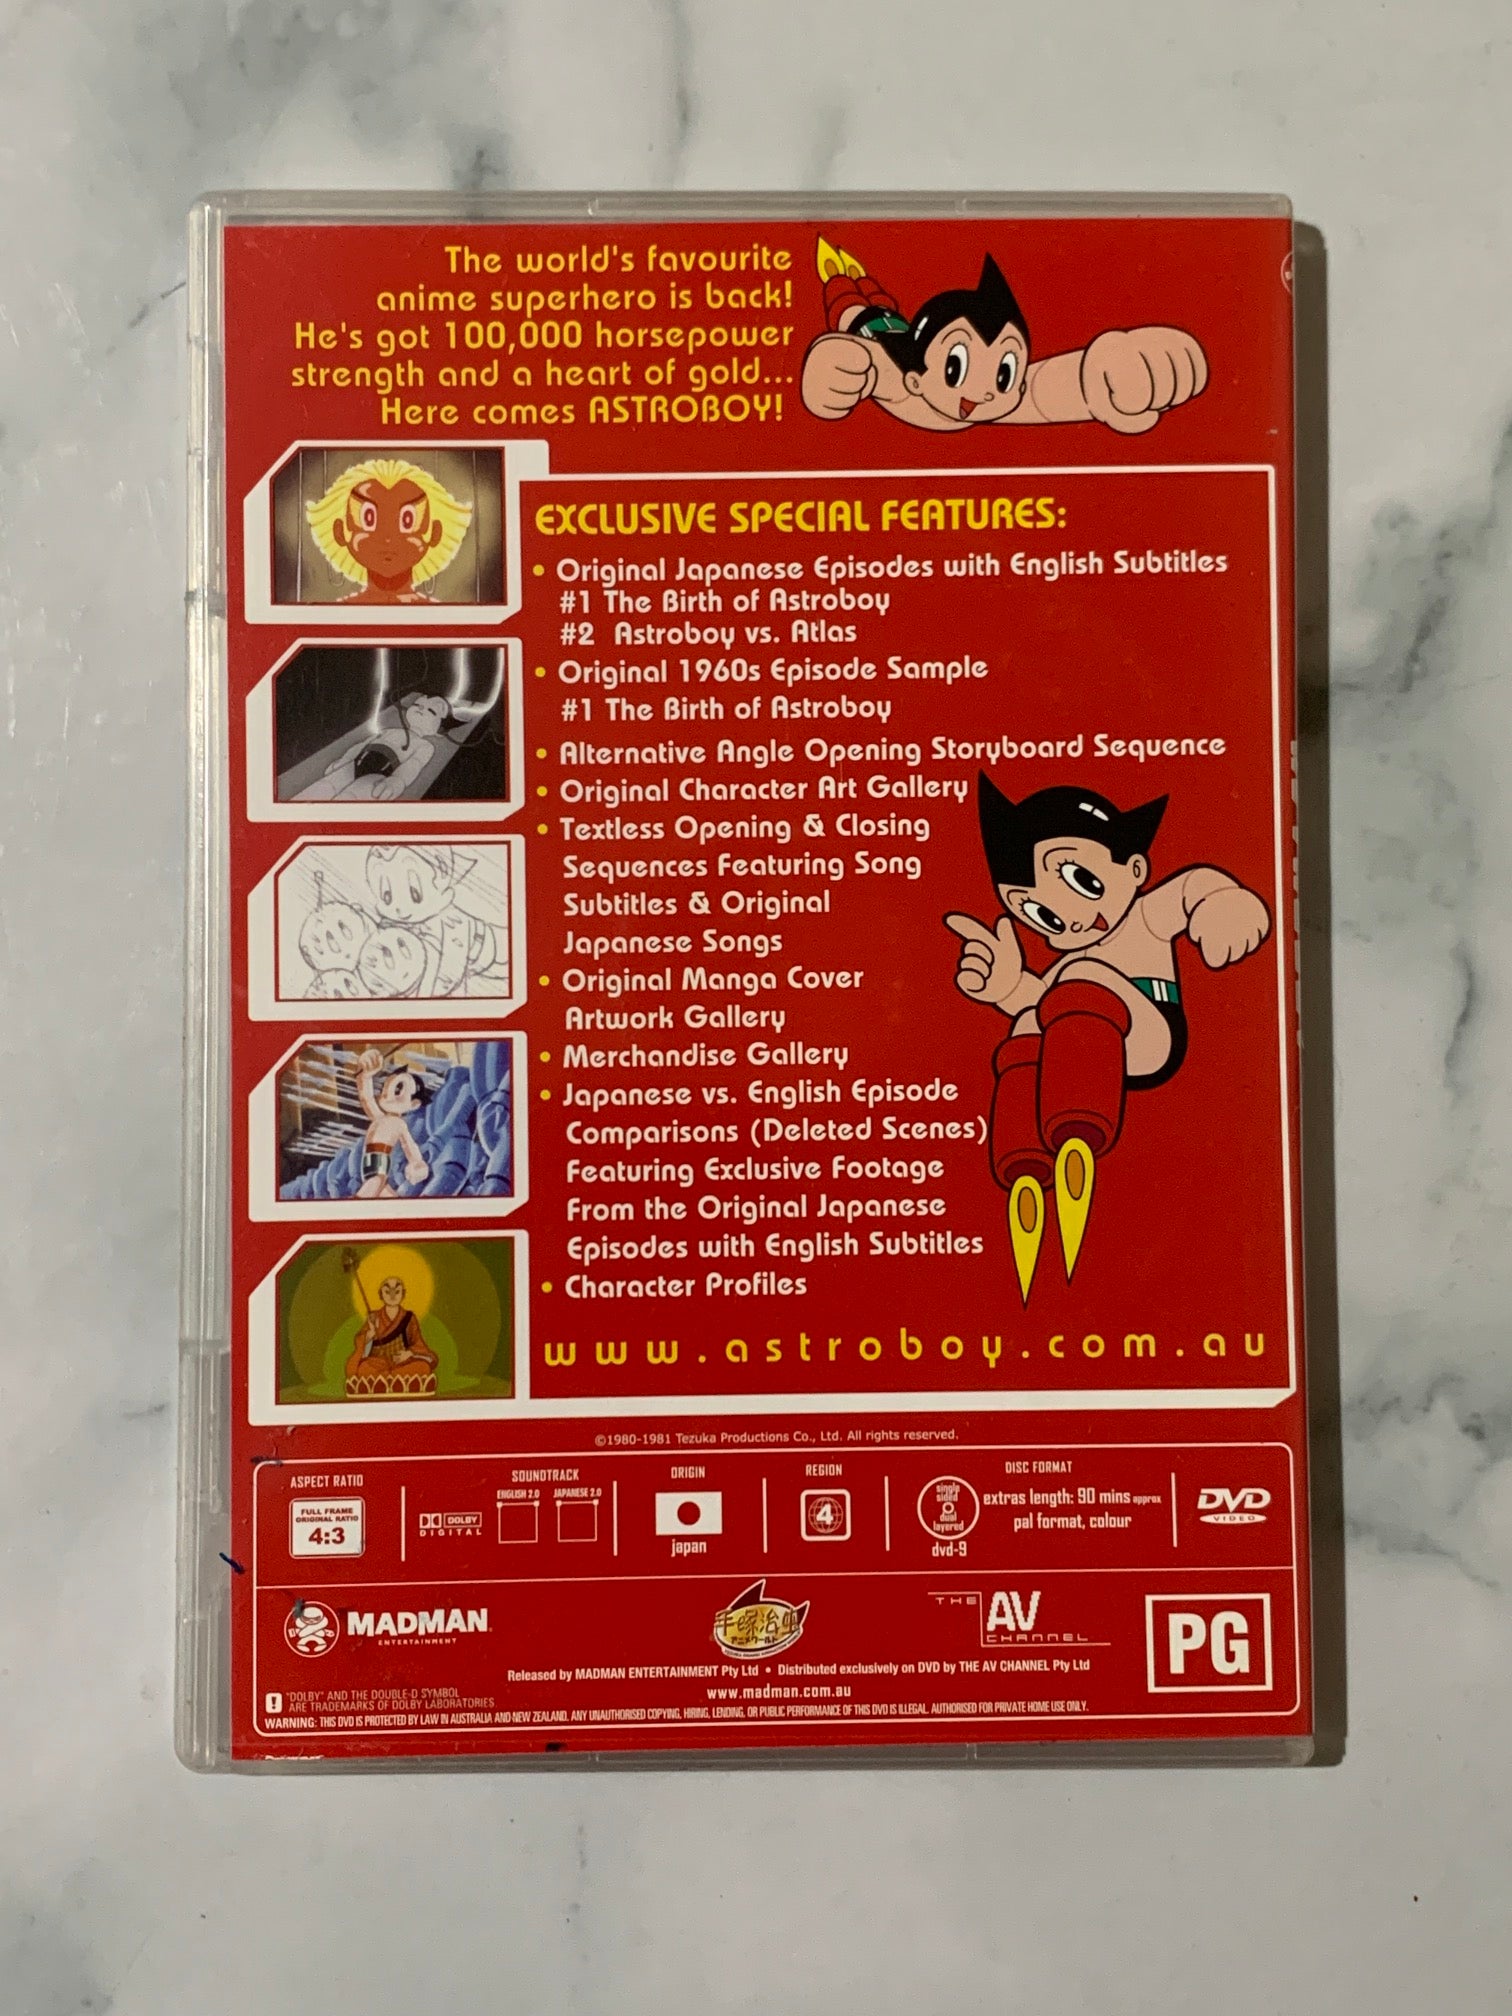 The world's favourite
anime superhero is back!
He's got 100,000 horsepower
strength and a heart of gold...
Here comes ASTROBOY!
EXCLUSIVE SPECIAL FEATURES:
• Original Japanese Episodes with English Subtitles
#1 The Birth of Astroboy
#2 Astroboy vs. Atlas
• Original 1960s Episode Sample
#1 The Birth of Astroboy
• Alternative Angle Opening Storyboard Sequence
• Original Character Art Gallery
• Textless Opening & Closing
Sequences Featuring Song
Subtitles & Original
Japanese Songs
• Original Manga Cover
Artwork Gallery
• Merchandise Gallery
• Japanese vs. English Episode
Comparisons (Deleted Scenes)
Featuring Exclusive Footage
From the Original Japanese
Episodes with English Subtitles
• Character Profiles
www.astroboy.com.au
©1980-1981 Tezuka Productions Co., Ltd. All rights reserved.
ASPECT RATIO
FULL FRAME
ORIGINAL RATIO
4:3
DOLBY
DIGITAL
SOUNDTRACK
ENGLISH 2.0 JAPANESE 2.0
ORIGIN
japan
REGION
4
single
sided
dual
layered
dvd-9
DISC FORMAT
extras length: 90 mins approx
pal format, colour
DVD
VIDEO
MADMAN
ENTERTAINMENT
手塚治虫
アニメワールド
THE AV
CHANNEL
PG
Released by MADMAN ENTERTAINMENT Pty Ltd • Distributed exclusively on DVD by THE AV CHANNEL Pty Ltd
www.madman.com.au
"DOLBY" AND THE DOUBLE-D SYMBOL
ARE TRADEMARKS OF DOLBY LABORATORIES.
WARNING: THIS DVD IS PROTECTED BY LAW IN AUSTRALIA AND NEW ZEALAND. ANY UNAUTHORISED COPYING, HIRING, LENDING, OR PUBLIC PERFORMANCE OF THIS DVD IS ILLEGAL. AUTHORISED FOR PRIVATE HOME USE ONLY.